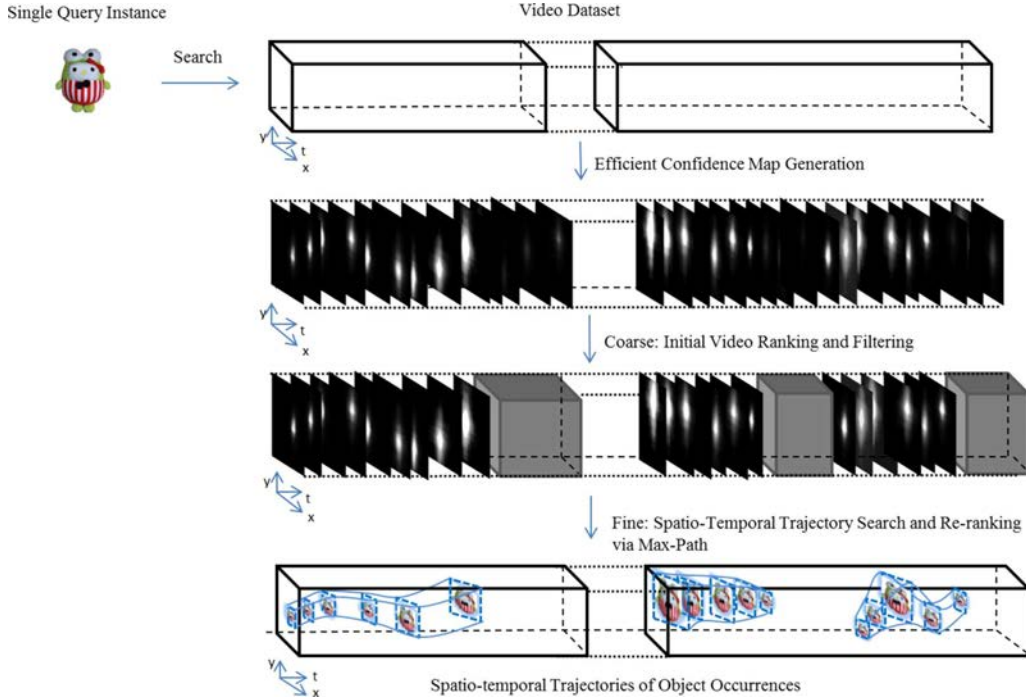 Single Query Instance
Video Dataset
Search
y
t
x
Efficient Confidence Map Generation
y
t
x
Coarse: Initial Video Ranking and Filtering
y
t
x
Fine: Spatio-Temporal Trajectory Search and Re-ranking
via Max-Path
y
t
x
Spatio-temporal Trajectories of Object Occurrences